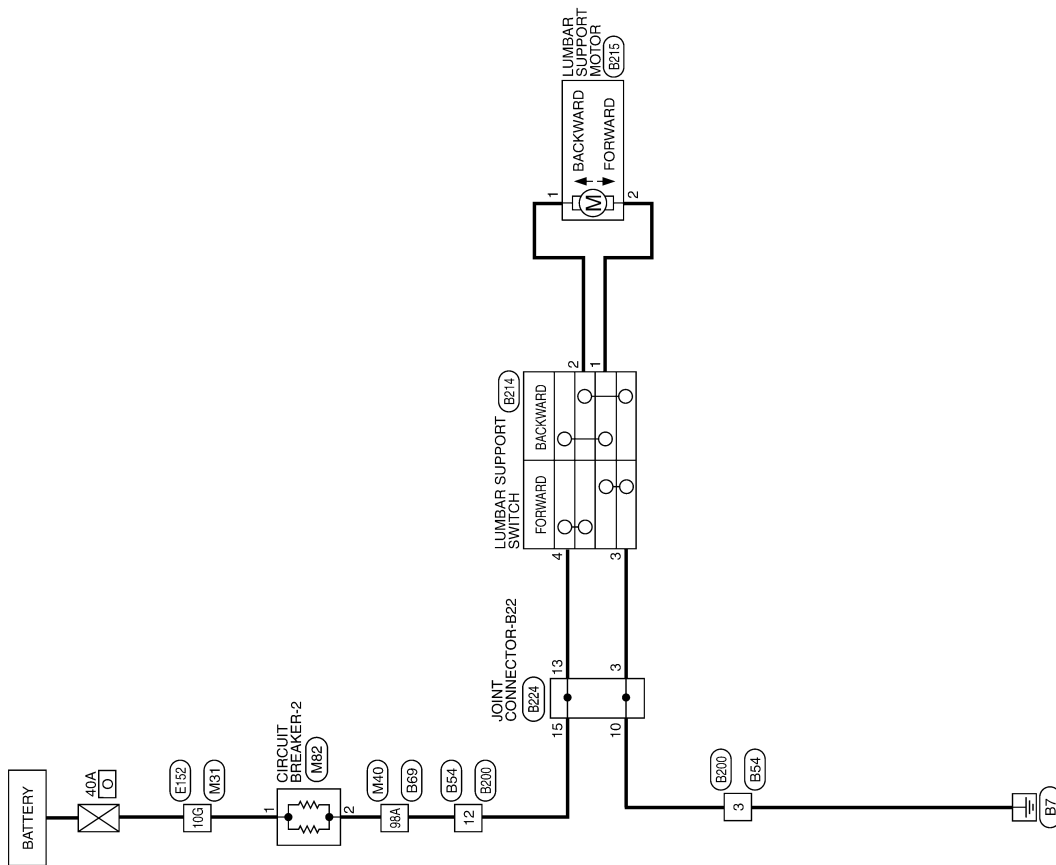 BATTERY
40A
O
E152
10G
M31
CIRCUIT
BREAKER-2
M82
1
2
M40
98A
B69
B54
12
B200
JOINT
CONNECTOR-B22
B224
15
13
10
3
B200
3
B54
B7
LUMBAR SUPPORT
SWITCH
B214
FORWARD
BACKWARD
4
3
2
1
LUMBAR
SUPPORT
MOTOR
B215
1
M
BACKWARD
FORWARD
2